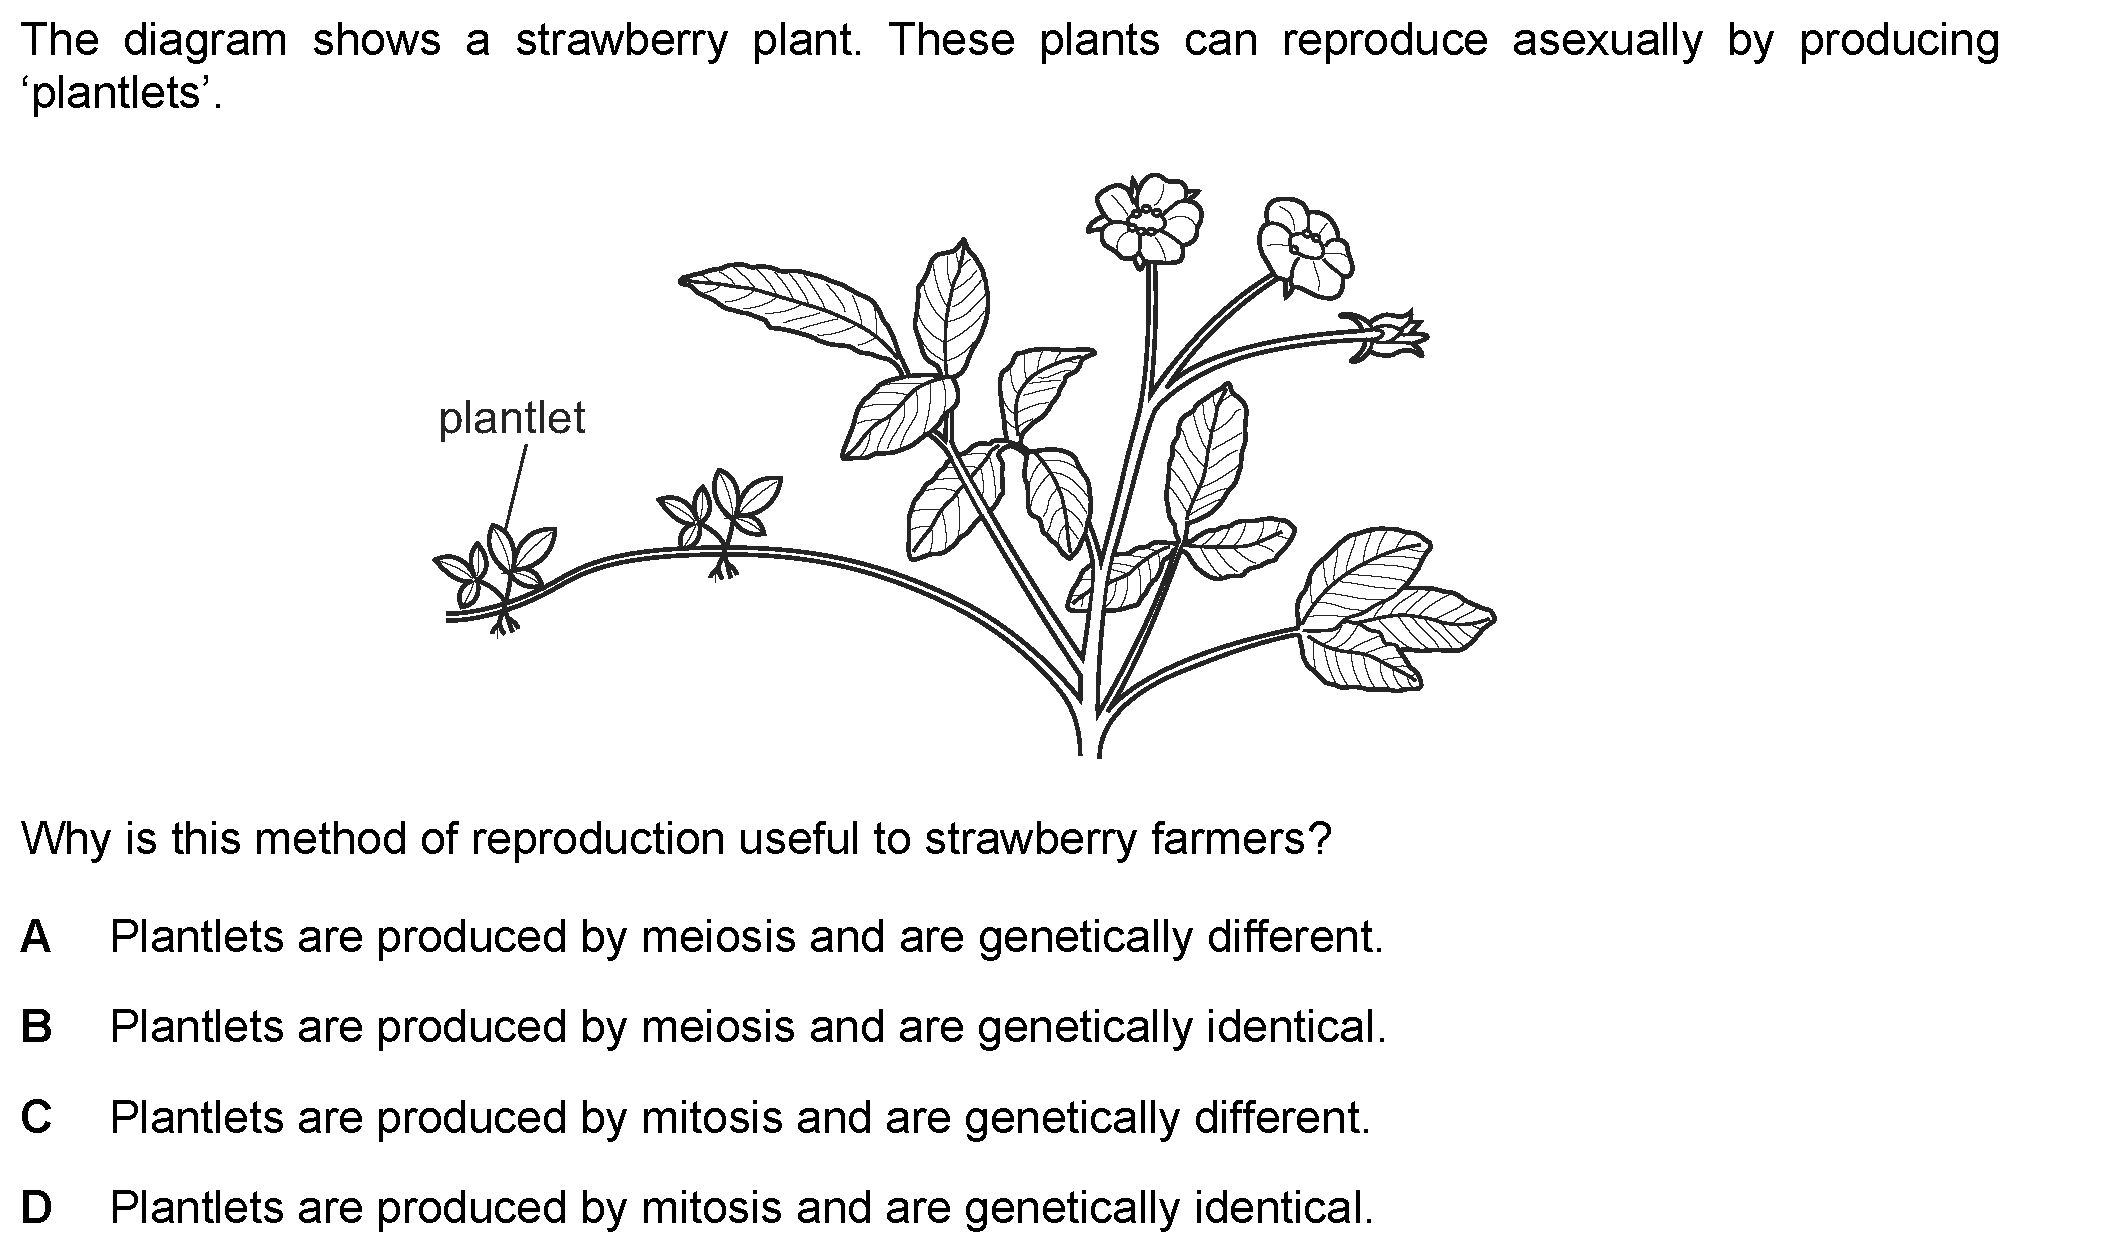 The diagram shows a strawberry plant. These plants can reproduce asexually by producing
‘plantlets’.
plantlet
Why is this method of reproduction useful to strawberry farmers?
A Plantlets are produced by meiosis and are genetically different.
B Plantlets are produced by meiosis and are genetically identical.
C Plantlets are produced by mitosis and are genetically different.
D Plantlets are produced by mitosis and are genetically identical.